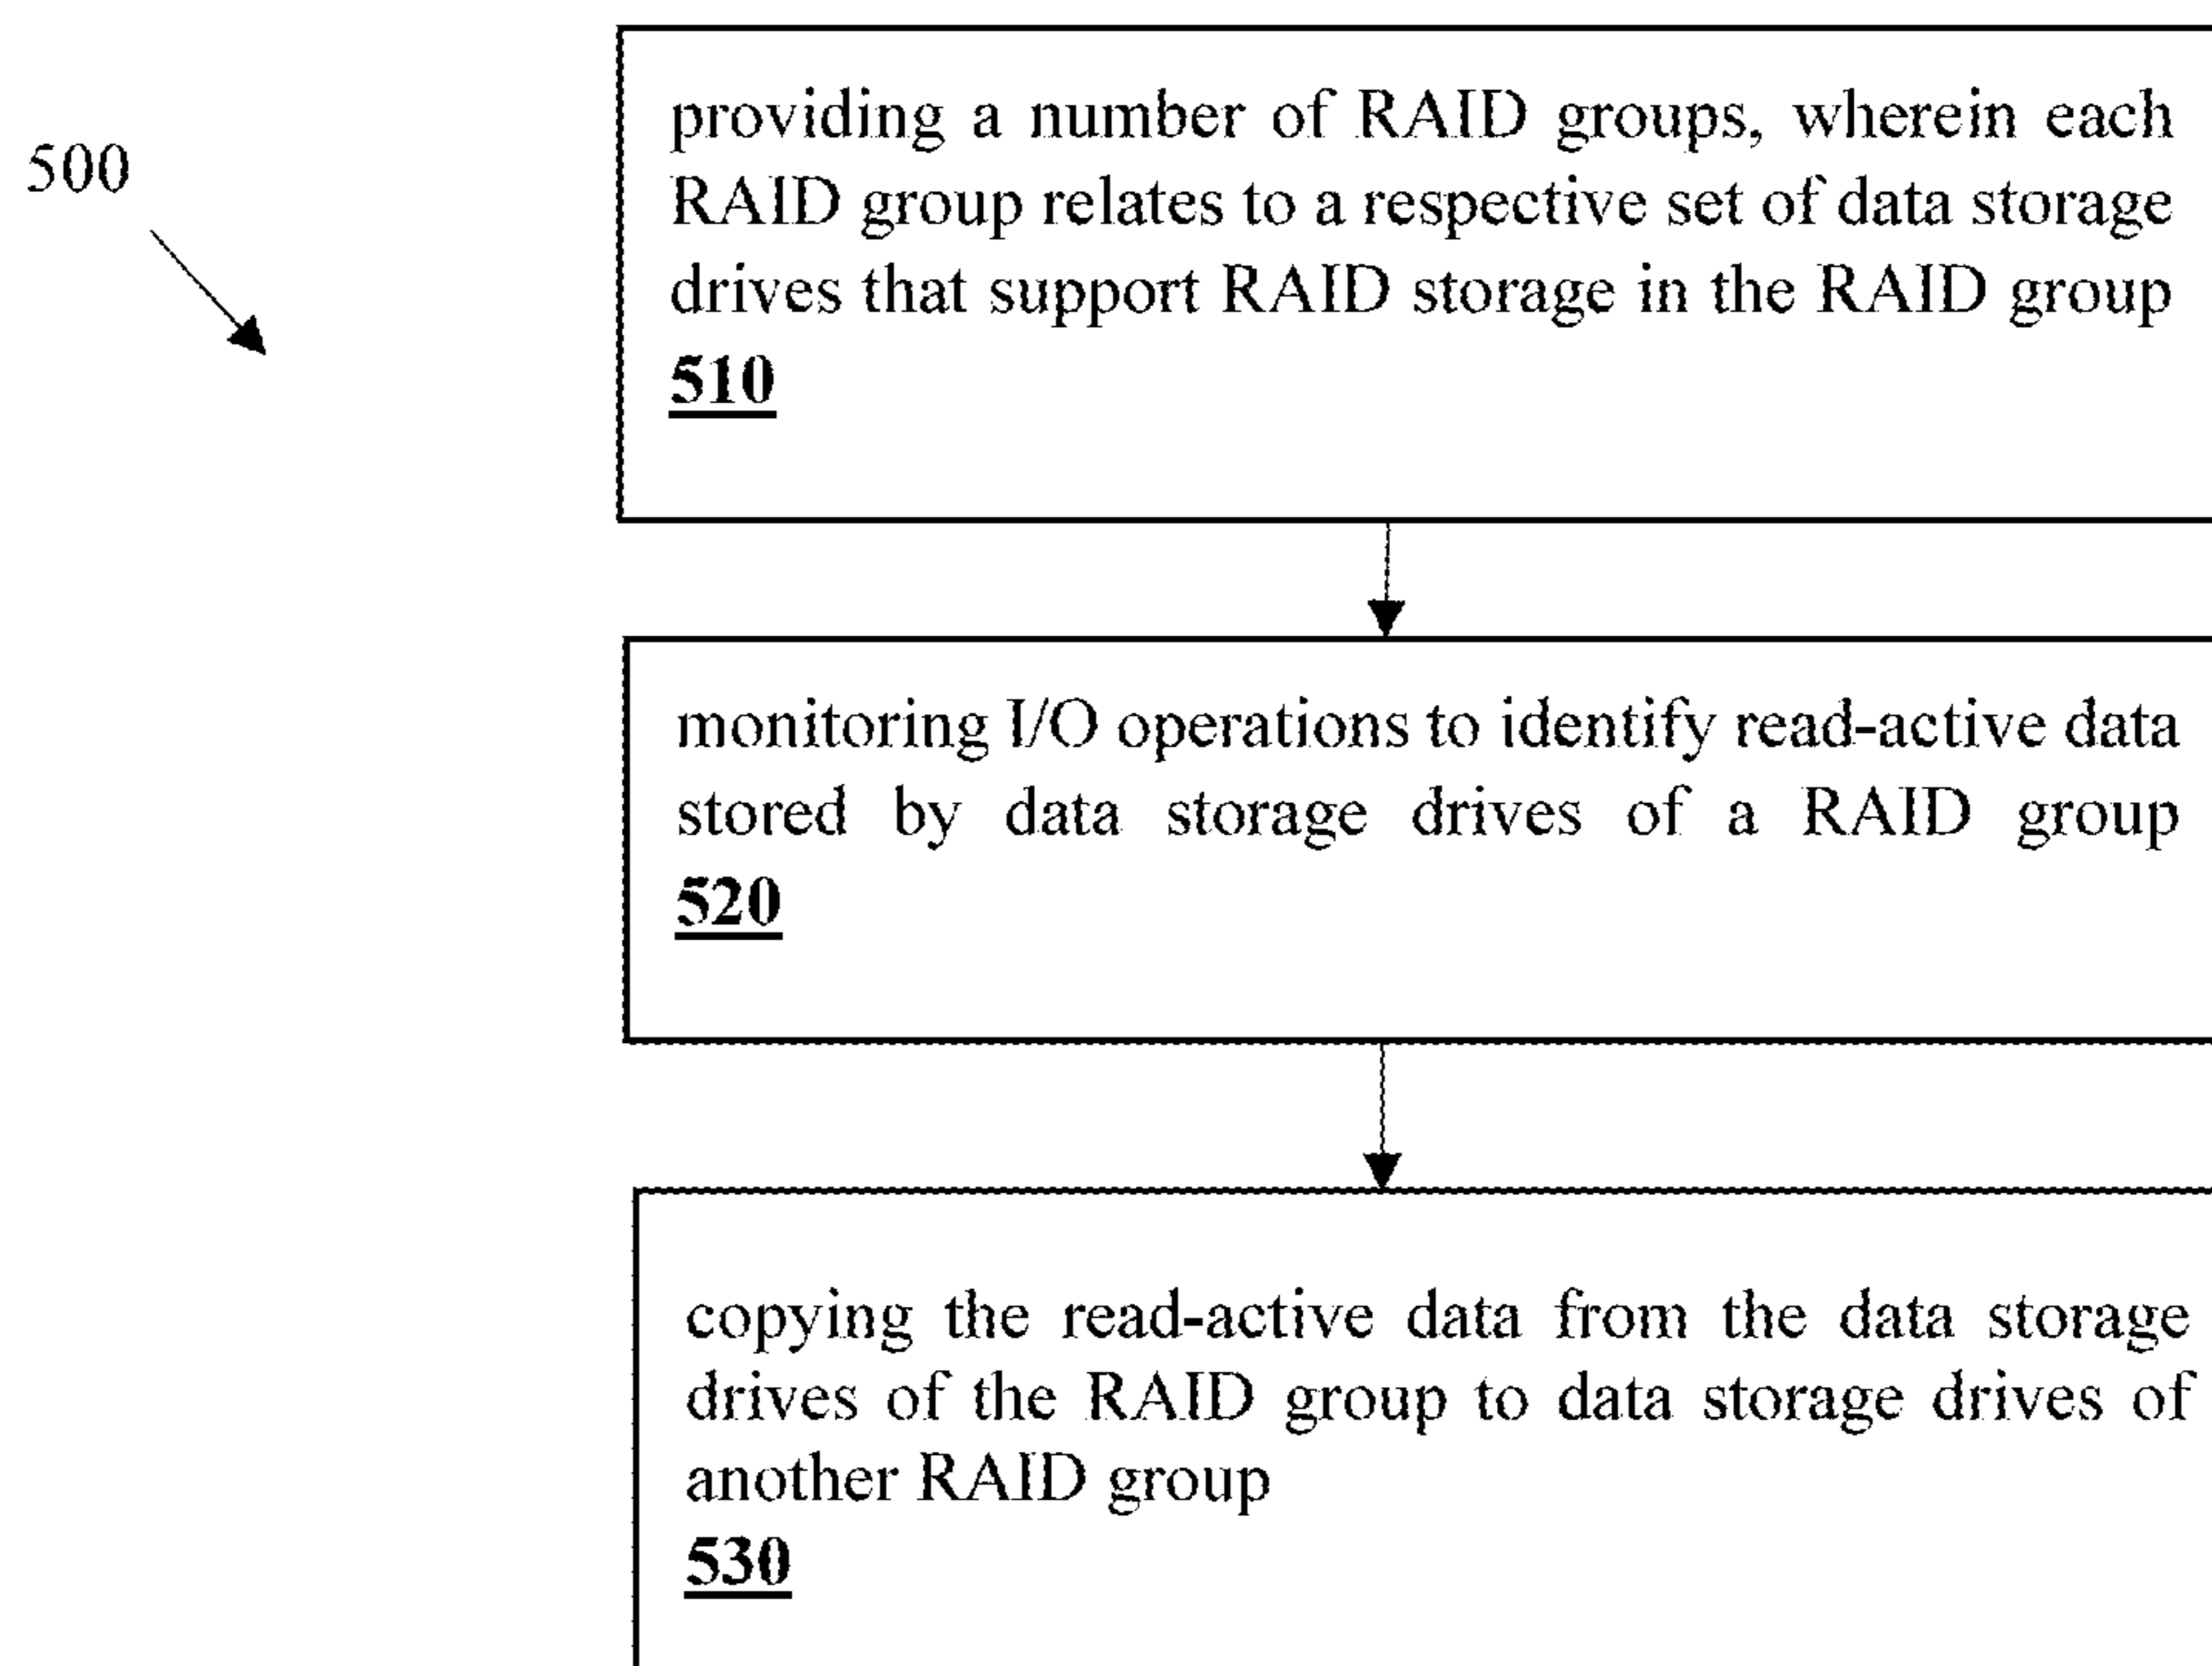 500
providing a number of RAID groups, wherein each
RAID group relates to a respective set of data storage
drives that support RAID storage in the RAID group
510
monitoring I/O operations to identify read-active data
stored by data storage drives of a RAID group
520
copying the read-active data from the data storage
drives of the RAID group to data storage drives of
another RAID group
530